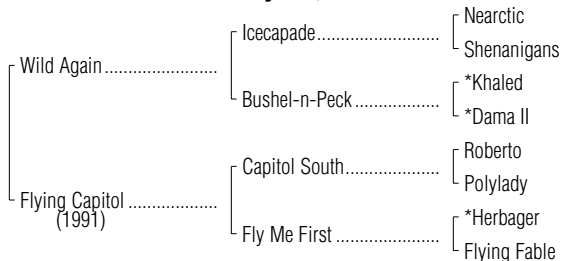 Nearctic
Icecapade
Shenanigans
Wild Again
*Khaled
Bushel-n-Peck
*Dama II
Roberto
Capitol South
Polylady
Flying Capitol
(1991)
*Herbager
Fly Me First
Flying Fable